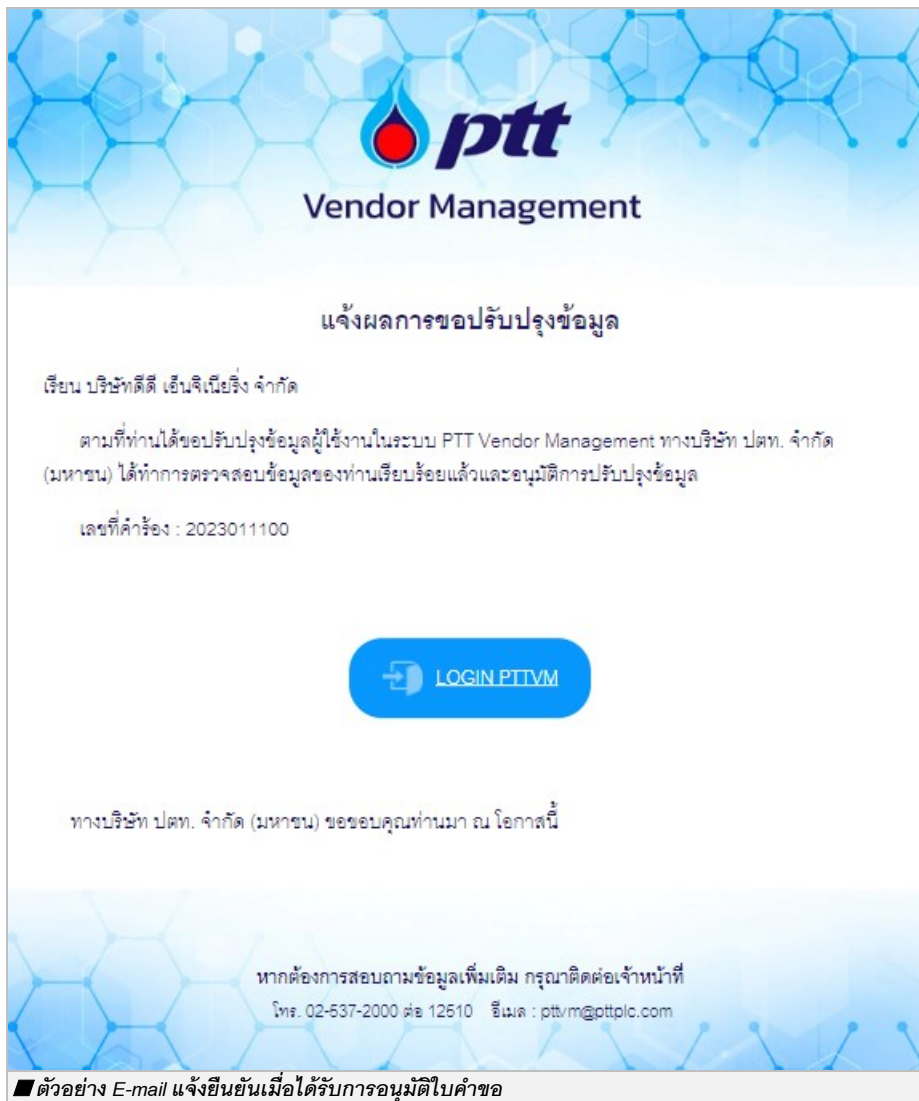 ptt
Vendor Management
แจ้งผลการขอปรับปรุงข้อมูล
เรียน บริษัทดีดี เอ็นจิเนียริ่ง จำกัด
ตามที่ท่านได้ขอปรับปรุงข้อมูลผู้ใช้งานในระบบ PTT Vendor Management ทางบริษัท ปตท. จำกัด
(มหาชน) ได้ทำการตรวจสอบข้อมูลของท่านเรียบร้อยแล้วและอนุมัติการปรับปรุงข้อมูล
เลขที่คำร้อง : 2023011100
LOGIN PTTVM
ทางบริษัท ปตท. จำกัด (มหาชน) ขอขอบคุณท่านมา ณ โอกาสนี้
หากต้องการสอบถามข้อมูลเพิ่มเติม กรุณาติดต่อเจ้าหน้าที่
โทร. 02-537-2000 ต่อ 12510 อีเมล : pttvm@pttplc.com
ตัวอย่าง E-mail แจ้งยืนยันเมื่อได้รับการอนุมัติใบคำขอ